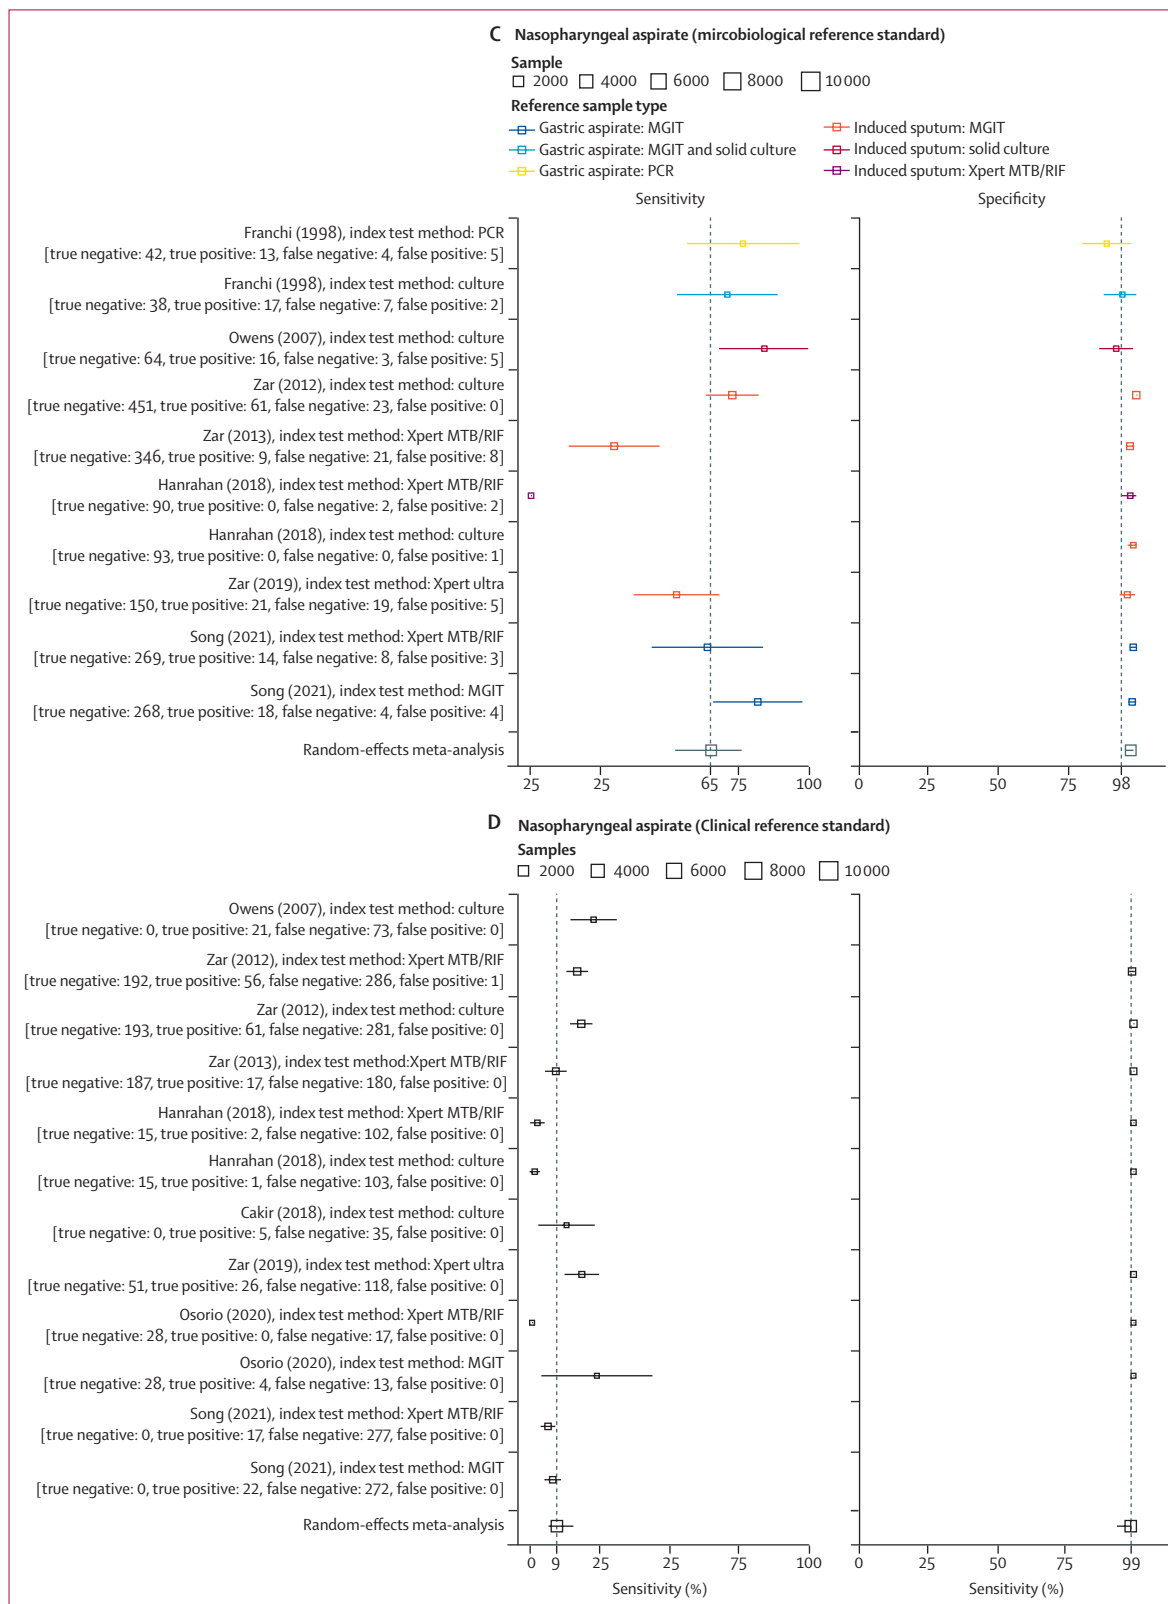 C Nasopharyngeal aspirate (mircobiological reference standard)
Sample
2000 4000 6000 8000 10 000
Reference sample type
Gastric aspirate: MGIT
Induced sputum: MGIT
Gastric aspirate: MGIT and solid culture
Induced sputum: solid culture
Gastric aspirate: PCR
Induced sputum: Xpert MTB/RIF
Sensitivity Specificity
Franchi (1998), index test method: PCR
[true negative: 42, true positive: 13, false negative: 4, false positive: 5]
Franchi (1998), index test method: culture
[true negative: 38, true positive: 17, false negative: 7, false positive: 2]
Owens (2007), index test method: culture
[true negative: 64, true positive: 16, false negative: 3, false positive: 5]
Zar (2012), index test method: culture
[true negative: 451, true positive: 61, false negative: 23, false positive: 0]
Zar (2013), index test method: Xpert MTB/RIF
[true negative: 346, true positive: 9, false negative: 21, false positive: 8]
Hanrahan (2018), index test method: Xpert MTB/RIF
[true negative: 90, true positive: 0, false negative: 2, false positive: 2]
Hanrahan (2018), index test method: culture
[true negative: 93, true positive: 0, false negative: 0, false positive: 1]
Zar (2019), index test method: Xpert ultra
[true negative: 150, true positive: 21, false negative: 19, false positive: 5]
Song (2021), index test method: Xpert MTB/RIF
[true negative: 269, true positive: 14, false negative: 8, false positive: 3]
Song (2021), index test method: MGIT
[true negative: 268, true positive: 18, false negative: 4, false positive: 4]
Random-effects meta-analysis
25 25 65 75 100 0 25 50 75 98
D Nasopharyngeal aspirate (Clinical reference standard)
Samples
2000 4000 6000 8000 10 000
Owens (2007), index test method: culture
[true negative: 0, true positive: 21, false negative: 73, false positive: 0]
Zar (2012), index test method: Xpert MTB/RIF
[true negative: 192, true positive: 56, false negative: 286, false positive: 1]
Zar (2012), index test method: culture
[true negative: 193, true positive: 61, false negative: 281, false positive: 0]
Zar (2013), index test method:Xpert MTB/RIF
[true negative: 187, true positive: 17, false negative: 180, false positive: 0]
Hanrahan (2018), index test method: Xpert MTB/RIF
[true negative: 15, true positive: 2, false negative: 102, false positive: 0]
Hanrahan (2018), index test method: culture
[true negative: 15, true positive: 1, false negative: 103, false positive: 0]
Cakir (2018), index test method: culture
[true negative: 0, true positive: 5, false negative: 35, false positive: 0]
Zar (2019), index test method: Xpert ultra
[true negative: 51, true positive: 26, false negative: 118, false positive: 0]
Osorio (2020), index test method: Xpert MTB/RIF
[true negative: 28, true positive: 0, false negative: 17, false positive: 0]
Osorio (2020), index test method: MGIT
[true negative: 28, true positive: 4, false negative: 13, false positive: 0]
Song (2021), index test method: Xpert MTB/RIF
[true negative: 0, true positive: 17, false negative: 277, false positive: 0]
Song (2021), index test method: MGIT
[true negative: 0, true positive: 22, false negative: 272, false positive: 0]
Random-effects meta-analysis
0 9 25 25 75 100 0 25 50 75 99
Sensitivity (%) Sensitivity (%)